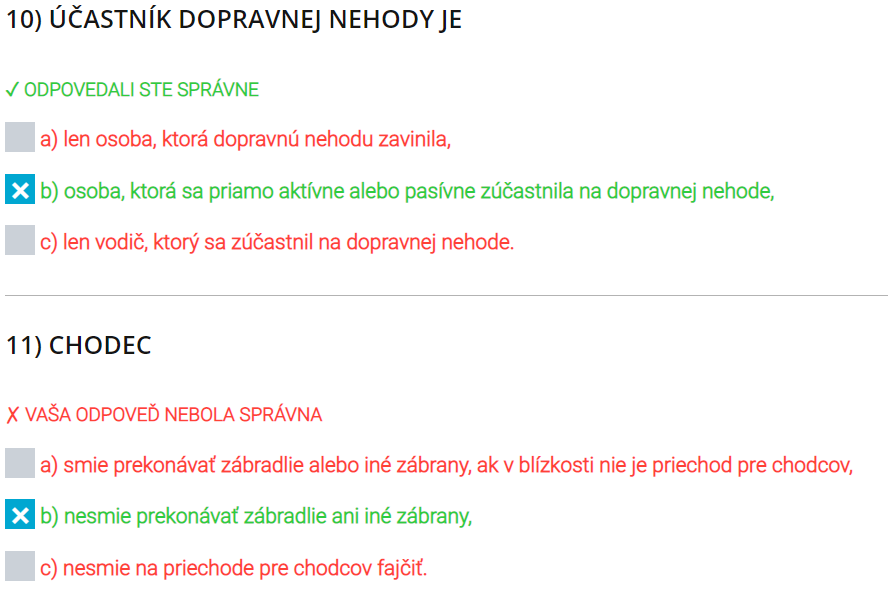 10) ÚČASTNÍK DOPRAVNEJ NEHODY JE
✓ ODPOVEDALI STE SPRÁVNE
a) len osoba, ktorá dopravnú nehodu zavinila,
b) osoba, ktorá sa priamo aktívne alebo pasívne zúčastnila na dopravnej nehode,
c) len vodič, ktorý sa zúčastnil na dopravnej nehode.
11) CHODEC
✗ VAŠA ODPOVEĎ NEBOLA SPRÁVNA
a) smie prekonávať zábradlie alebo iné zábrany, ak v blízkosti nie je priechod pre chodcov,
b) nesmie prekonávať zábradlie ani iné zábrany,
c) nesmie na priechode pre chodcov fajčiť.